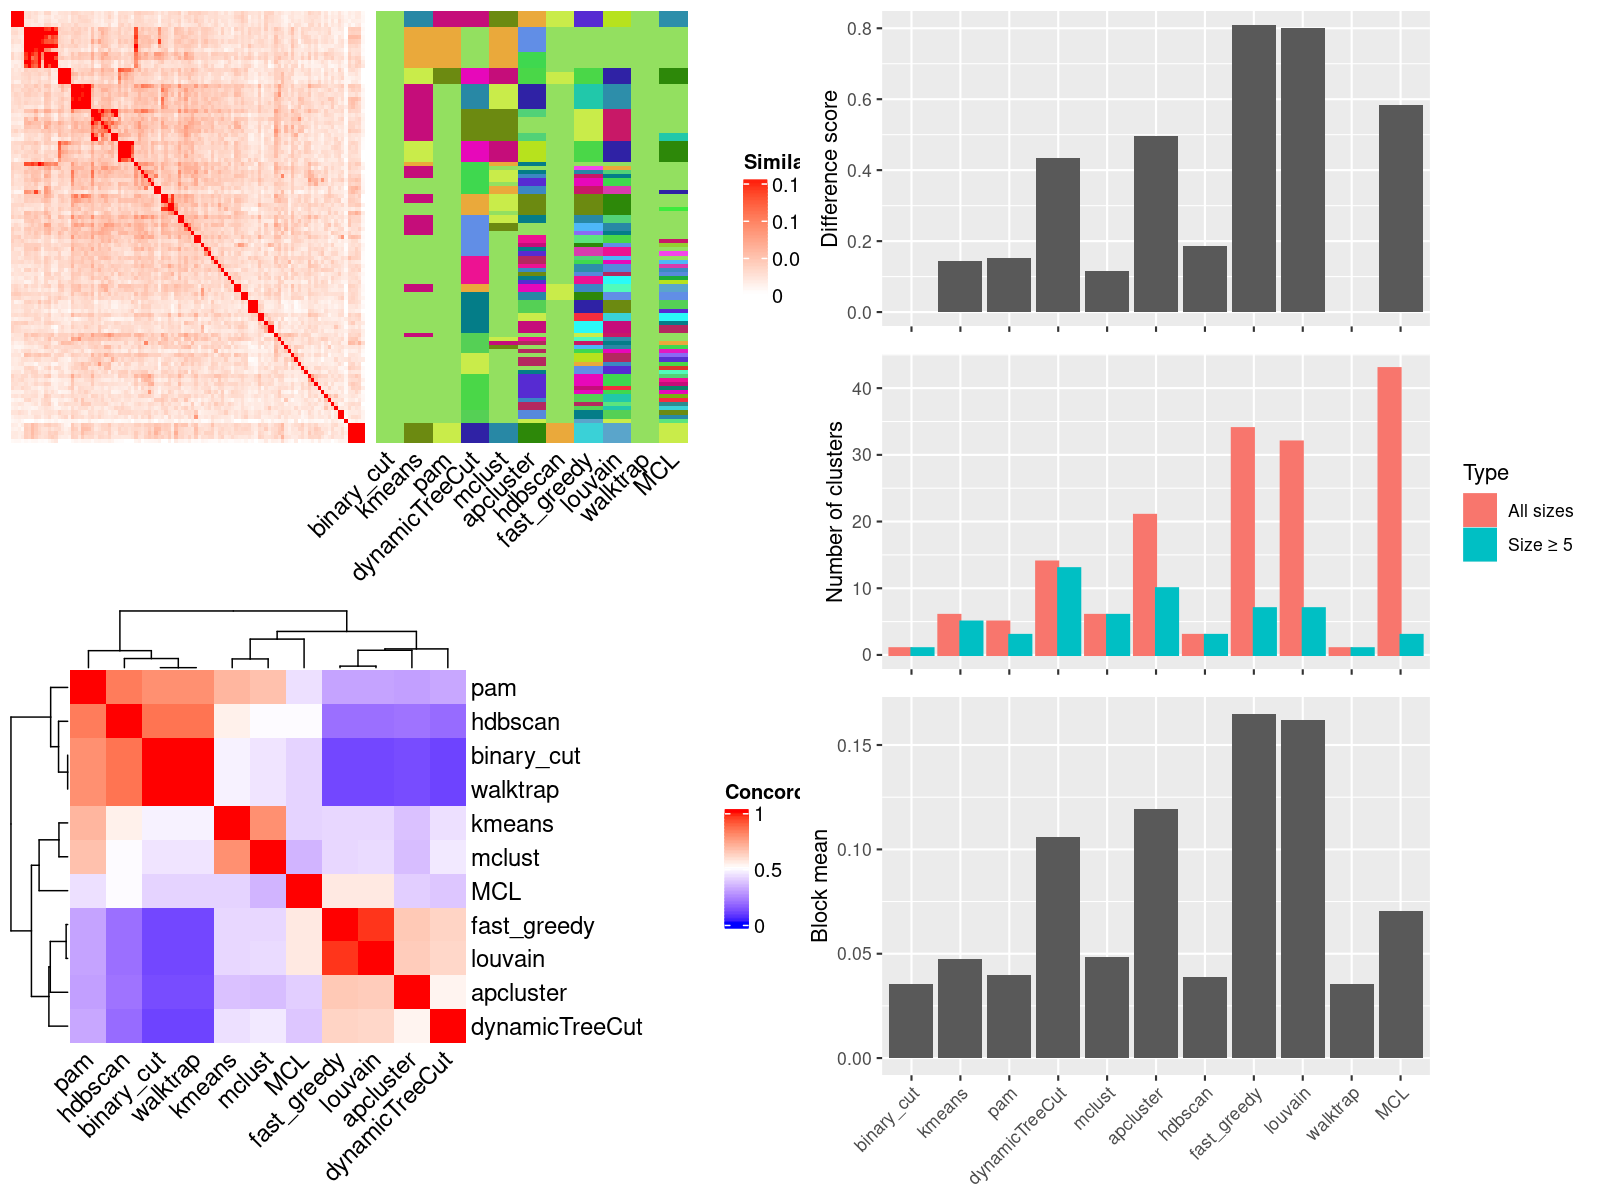 Simila
0.1
0.1
0.0
0
binary_cut
kmeans
pam
dynamicTreeCut
mclust
apcluster
hdbscan
fast_greedy
louvain
walktrap
MCL
pam
hdbscan
binary_cut
walktrap
kmeans
mclust
MCL
fast_greedy
louvain
apcluster
dynamicTreeCut
pam
hdbscan
binary_cut
walktrap
kmeans
mclust
MCL
fast_greedy
louvain
apcluster
dynamicTreeCut
Concorc
1
0.5
0
Difference score
0.8
0.6
0.4
0.2
0.0
Number of clusters
40
30
20
10
0
Type
All sizes
Size ≥ 5
Block mean
0.15
0.10
0.05
0.00
binary_cut
kmeans
pam
dynamicTreeCut
mclust
apcluster
hdbscan
fast_greedy
louvain
walktrap
MCL